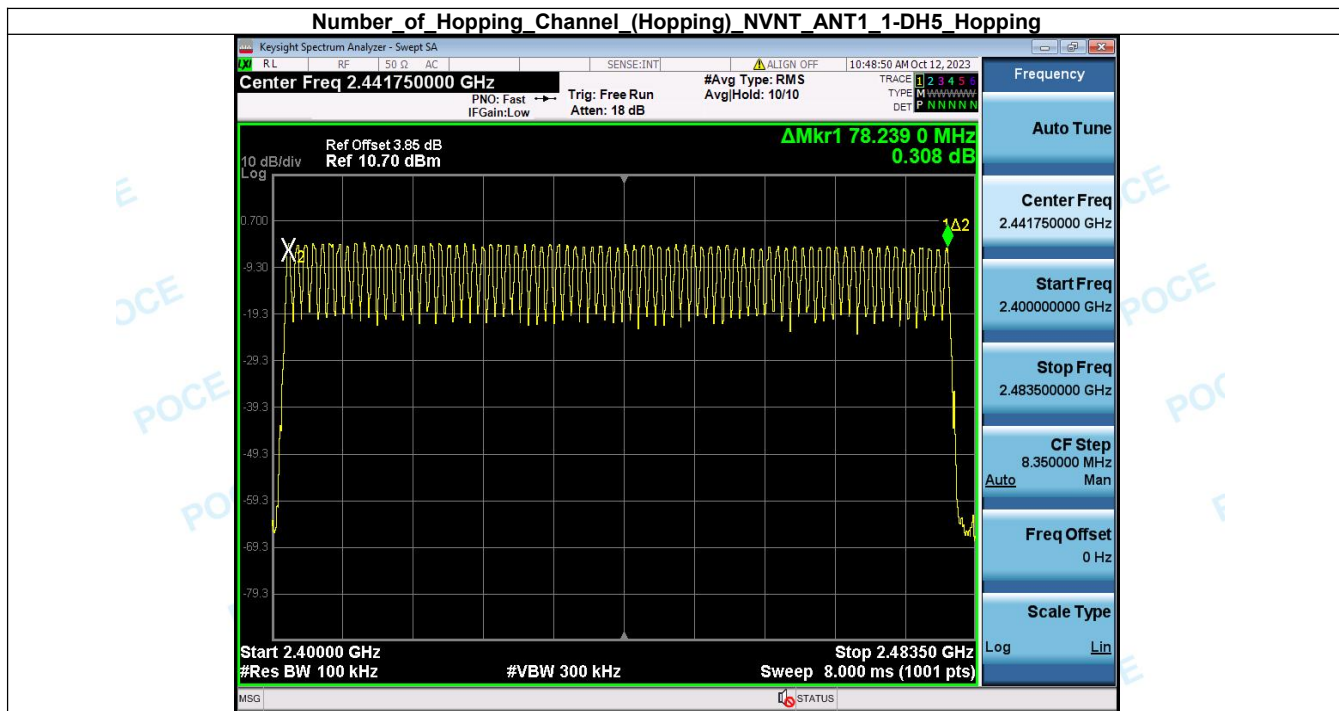 Number_of_Hopping_Channel_(Hopping)_NVNT_ANT1_1-DH5_Hopping
Keysight Spectrum Analyzer - Swept SA
LXI RL RF 50 Ω AC SENSE:INT ALIGN OFF 10:48:50 AM Oct 12, 2023
Center Freq 2.441750000 GHz
PNO: Fast
IFGain:Low
Trig: Free Run
Atten: 18 dB
#Avg Type: RMS
Avg|Hold: 10/10
TRACE 1 2 3 4 5 6
TYPE M WWWWW
DET P N N N N N
Ref Offset 3.85 dB
10 dB/div Ref 10.70 dBm
Log
ΔMkr1 78.239 0 MHz
0.308 dB
0.700
-9.30
-19.3
-29.3
-39.3
-49.3
-59.3
-69.3
-79.3
X2
1Δ2
Start 2.40000 GHz
Stop 2.48350 GHz
#Res BW 100 kHz
#VBW 300 kHz
Sweep 8.000 ms (1001 pts)
MSG
STATUS
Frequency
Auto Tune
Center Freq
2.441750000 GHz
Start Freq
2.400000000 GHz
Stop Freq
2.483500000 GHz
CF Step
8.350000 MHz
Auto Man
Freq Offset
0 Hz
Scale Type
Log Lin
POCE
POCE
POCE